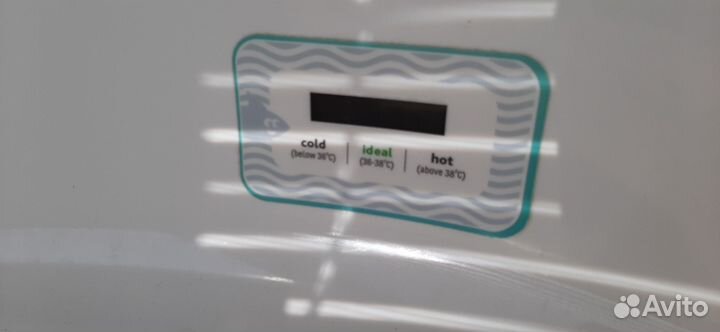 cold
(below 36°C)
ideal
(36-38°C)
hot
(above 38°C)
Avito